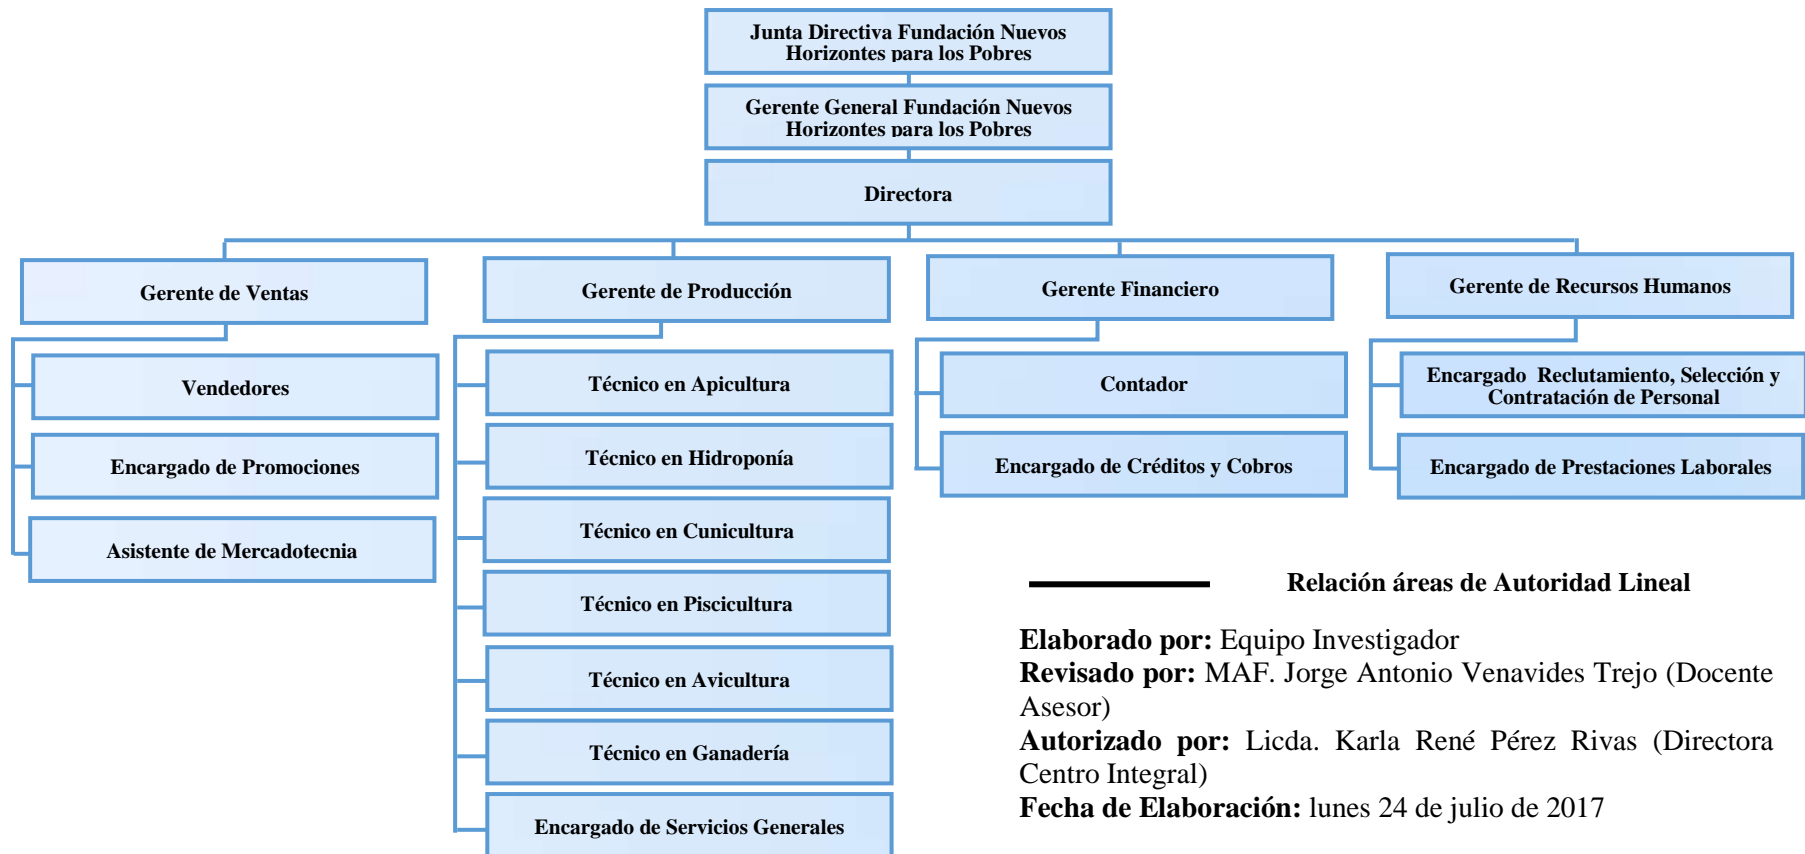 Junta Directiva Fundación Nuevos
Horizontes para los Pobres
Gerente General Fundación Nuevos
Horizontes para los Pobres
Directora
Gerente de Ventas
Vendedores
Encargado de Promociones
Asistente de Mercadotecnia
Gerente de Producción
Técnico en Apicultura
Técnico en Hidroponía
Técnico en Cunicultura
Técnico en Piscicultura
Técnico en Avicultura
Técnico en Ganadería
Encargado de Servicios Generales
Gerente Financiero
Contador
Encargado de Créditos y Cobros
Gerente de Recursos Humanos
Encargado Reclutamiento, Selección y
Contratación de Personal
Encargado de Prestaciones Laborales
Relación áreas de Autoridad Lineal
Elaborado por: Equipo Investigador
Revisado por: MAF. Jorge Antonio Venavides Trejo (Docente
Asesor)
Autorizado por: Licda. Karla René Pérez Rivas (Directora
Centro Integral)
Fecha de Elaboración: lunes 24 de julio de 2017